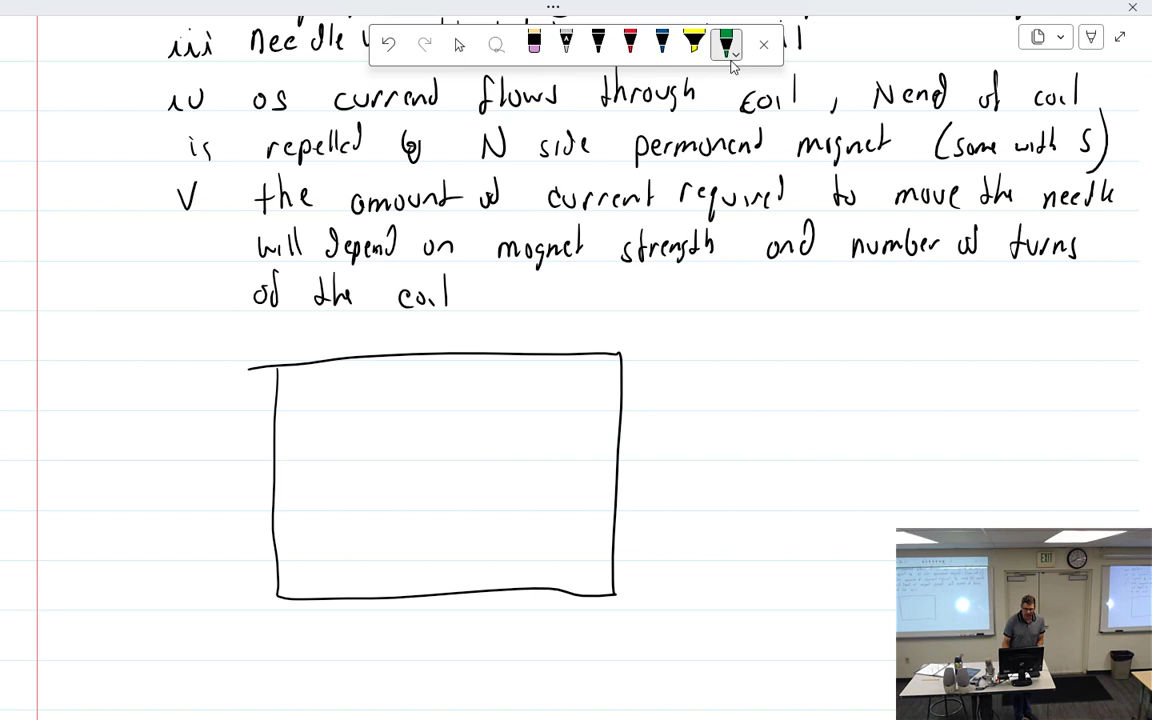 iii needle
iv as current flows through coil, N end of coil
is repelled by N side permanend magnet (same with S)
V the amount of current required to move the needle
will depend on magnet strength and number of turns
of the coil
EXIT